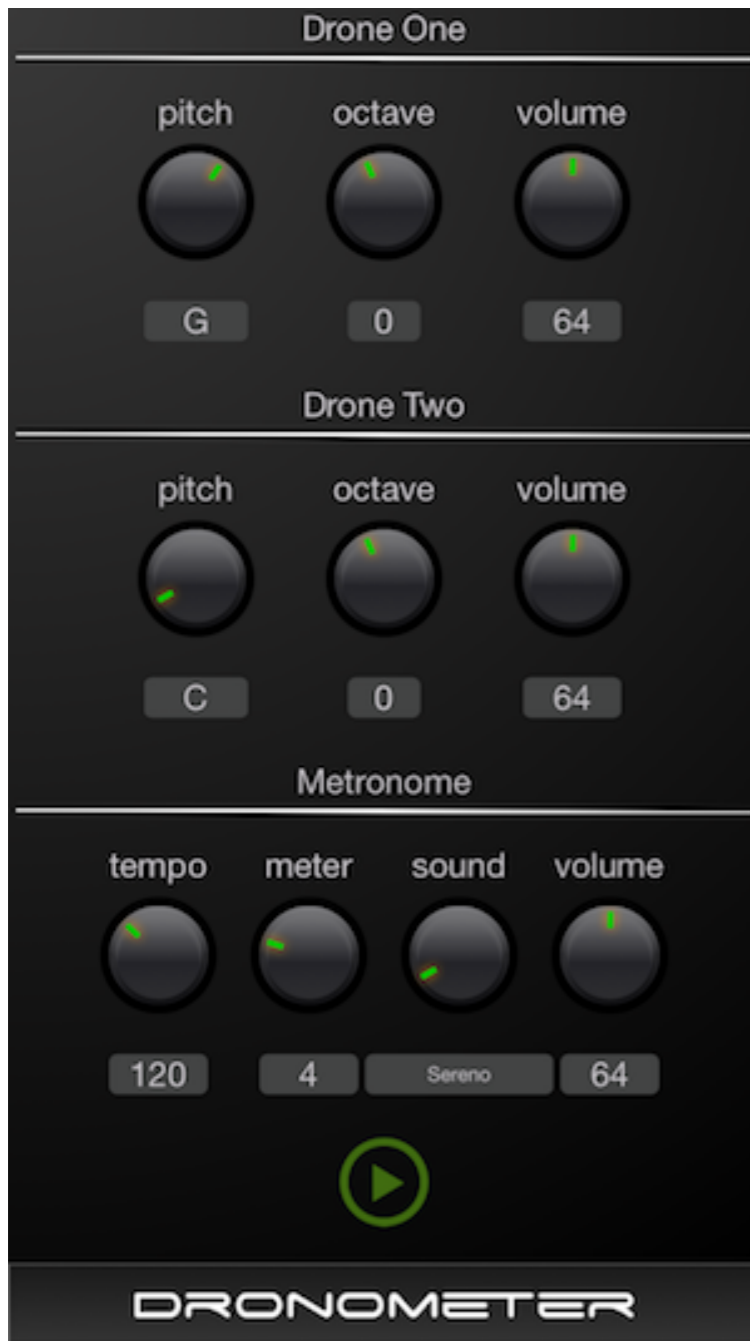 Drone One
pitch octave volume
G 0 64
Drone Two
pitch octave volume
C 0 64
Metronome
tempo meter sound volume
120 4 Sereno 64
DRONOMETER